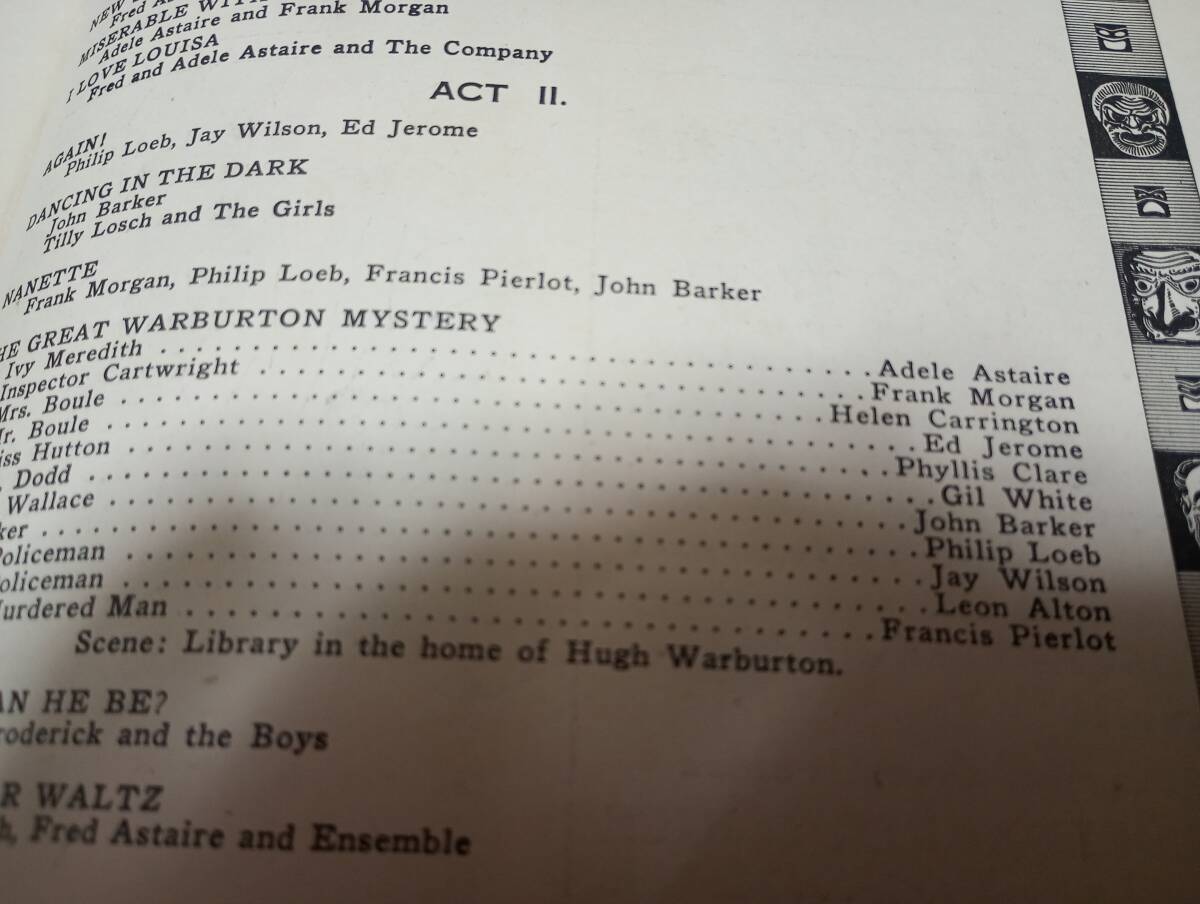 NEW
Fred
MISERABLE
Adele Astaire and Frank Morgan
I LOVE LOUISA
Fred and Adele Astaire and The Company
ACT II.
AGAIN!
Philip Loeb, Jay Wilson, Ed Jerome
DANCING IN THE DARK
John Barker
Tilly Losch and The Girls
NANETTE
Frank Morgan, Philip Loeb, Francis Pierlot, John Barker
HE GREAT WARBURTON MYSTERY
Ivy Meredith . . . . . . . . . . . . . . . . . . . . . . . . . . . . . . Adele Astaire
Inspector Cartwright . . . . . . . . . . . . . . . . . . . . . . . . . . Frank Morgan
Mrs. Boule . . . . . . . . . . . . . . . . . . . . . . . . . . . . . . Helen Carrington
r. Boule . . . . . . . . . . . . . . . . . . . . . . . . . . . . . . . . Ed Jerome
iss Hutton . . . . . . . . . . . . . . . . . . . . . . . . . . . . . . Phyllis Clare
. Dodd . . . . . . . . . . . . . . . . . . . . . . . . . . . . . . . . . Gil White
Wallace . . . . . . . . . . . . . . . . . . . . . . . . . . . . . . . John Barker
ker . . . . . . . . . . . . . . . . . . . . . . . . . . . . . . . . . Philip Loeb
Policeman . . . . . . . . . . . . . . . . . . . . . . . . . . . . . . Jay Wilson
oliceman . . . . . . . . . . . . . . . . . . . . . . . . . . . . . . Leon Alton
urdered Man . . . . . . . . . . . . . . . . . . . . . . . . . . Francis Pierlot
Scene: Library in the home of Hugh Warburton.
AN HE BE?
roderick and the Boys
R WALTZ
h, Fred Astaire and Ensemble